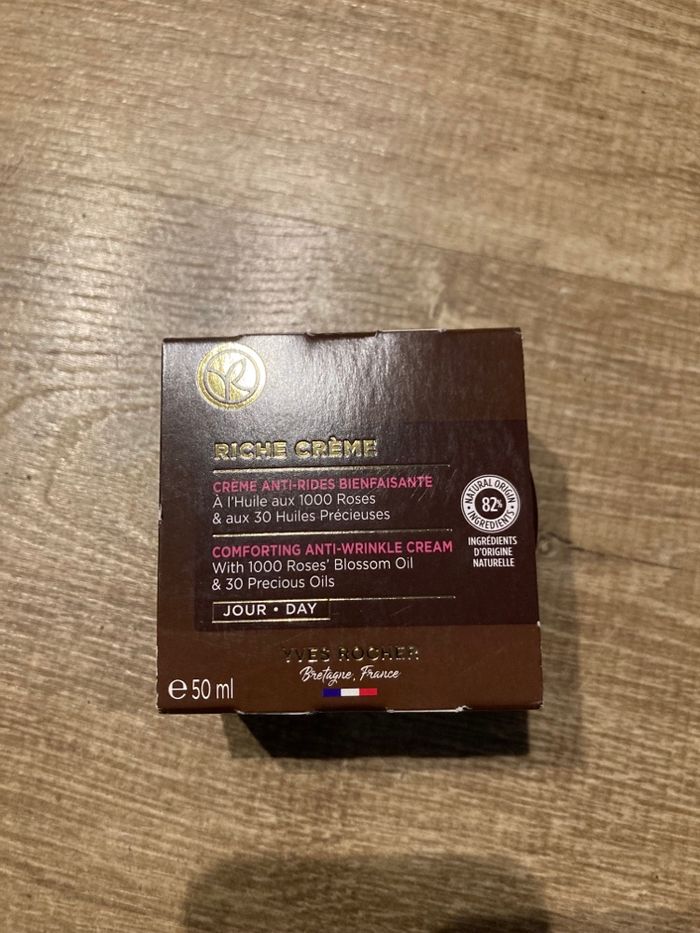 RICHE CRÈME
CRÈME ANTI-RIDES BIENFAISANTE
À l'Huile aux 1000 Roses
& aux 30 Huiles Précieuses
COMFORTING ANTI-WRINKLE CREAM
With 1000 Roses' Blossom Oil
& 30 Precious Oils
JOUR • DAY
NATURAL ORIGIN
82%
INGREDIENTS
INGRÉDIENTS
D'ORIGINE
NATURELLE
YVES ROCHER
Bretagne, France
℮ 50 ml